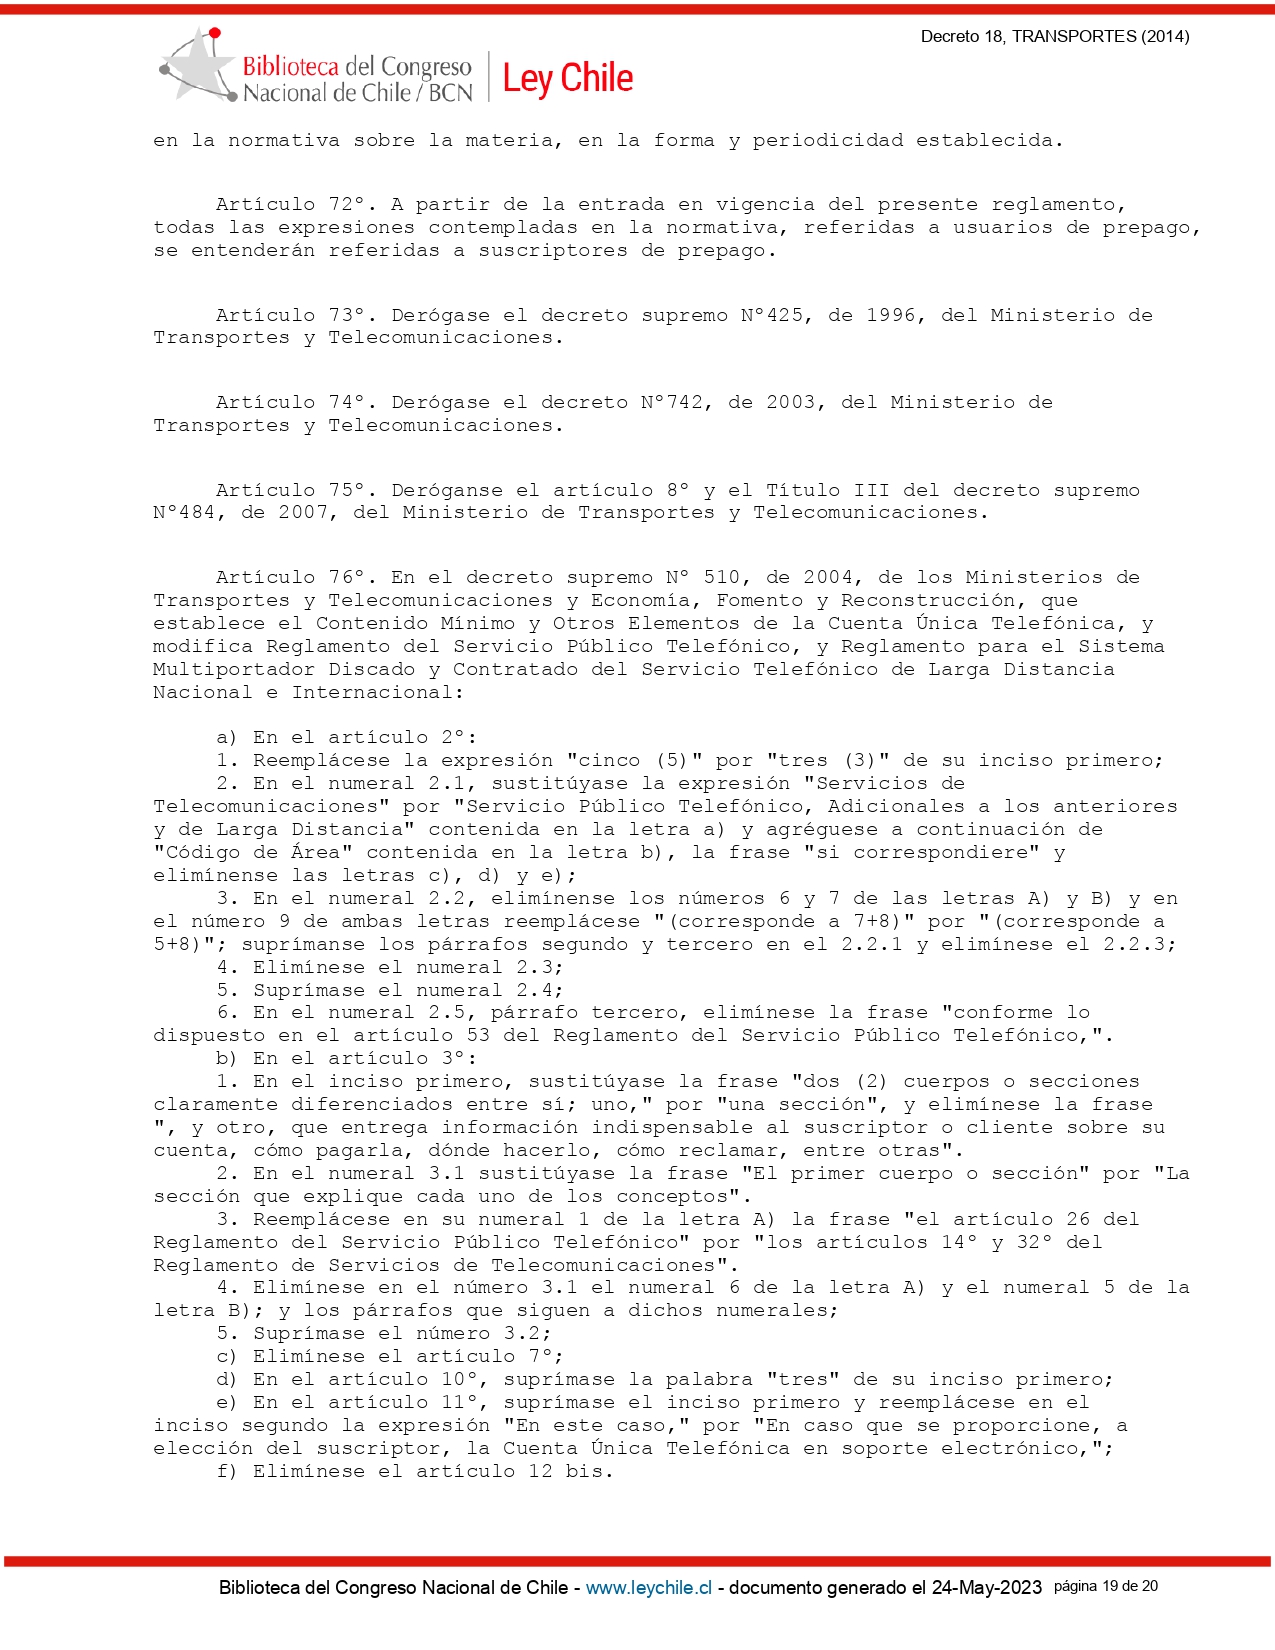 Decreto 18, TRANSPORTES (2014)
Biblioteca del Congreso
Nacional de Chile / BCN
Ley Chile
en la normativa sobre la materia, en la forma y periodicidad establecida.
Artículo 72º. A partir de la entrada en vigencia del presente reglamento,
todas las expresiones contempladas en la normativa, referidas a usuarios de prepago,
se entenderán referidas a suscriptores de prepago.
Artículo 73º. Derógase el decreto supremo Nº425, de 1996, del Ministerio de
Transportes y Telecomunicaciones.
Artículo 74º. Derógase el decreto Nº742, de 2003, del Ministerio de
Transportes y Telecomunicaciones.
Artículo 75º. Deróganse el artículo 8º y el Título III del decreto supremo
Nº484, de 2007, del Ministerio de Transportes y Telecomunicaciones.
Artículo 76º. En el decreto supremo Nº 510, de 2004, de los Ministerios de
Transportes y Telecomunicaciones y Economía, Fomento y Reconstrucción, que
establece el Contenido Mínimo y Otros Elementos de la Cuenta Única Telefónica, y
modifica Reglamento del Servicio Público Telefónico, y Reglamento para el Sistema
Multiportador Discado y Contratado del Servicio Telefónico de Larga Distancia
Nacional e Internacional:
a) En el artículo 2º:
1. Reemplácese la expresión "cinco (5)" por "tres (3)" de su inciso primero;
2. En el numeral 2.1, sustitúyase la expresión "Servicios de
Telecomunicaciones" por "Servicio Público Telefónico, Adicionales a los anteriores
y de Larga Distancia" contenida en la letra a) y agréguese a continuación de
"Código de Área" contenida en la letra b), la frase "si correspondiere" y
elimínense las letras c), d) y e);
3. En el numeral 2.2, elimínense los números 6 y 7 de las letras A) y B) y en
el número 9 de ambas letras reemplácese "(corresponde a 7+8)" por "(corresponde a
5+8)"; suprímanse los párrafos segundo y tercero en el 2.2.1 y elimínese el 2.2.3;
4. Elimínese el numeral 2.3;
5. Suprímase el numeral 2.4;
6. En el numeral 2.5, párrafo tercero, elimínese la frase "conforme lo
dispuesto en el artículo 53 del Reglamento del Servicio Público Telefónico,".
b) En el artículo 3º:
1. En el inciso primero, sustitúyase la frase "dos (2) cuerpos o secciones
claramente diferenciados entre sí; uno," por "una sección", y elimínese la frase
", y otro, que entrega información indispensable al suscriptor o cliente sobre su
cuenta, cómo pagarla, dónde hacerlo, cómo reclamar, entre otras".
2. En el numeral 3.1 sustitúyase la frase "El primer cuerpo o sección" por "La
sección que explique cada uno de los conceptos".
3. Reemplácese en su numeral 1 de la letra A) la frase "el artículo 26 del
Reglamento del Servicio Público Telefónico" por "los artículos 14º y 32º del
Reglamento de Servicios de Telecomunicaciones".
4. Elimínese en el número 3.1 el numeral 6 de la letra A) y el numeral 5 de la
letra B); y los párrafos que siguen a dichos numerales;
5. Suprímase el número 3.2;
c) Elimínese el artículo 7º;
d) En el artículo 10º, suprímase la palabra "tres" de su inciso primero;
e) En el artículo 11º, suprímase el inciso primero y reemplácese en el
inciso segundo la expresión "En este caso," por "En caso que se proporcione, a
elección del suscriptor, la Cuenta Única Telefónica en soporte electrónico,";
f) Elimínese el artículo 12 bis.
Biblioteca del Congreso Nacional de Chile - www.leychile.cl - documento generado el 24-May-2023 página 19 de 20